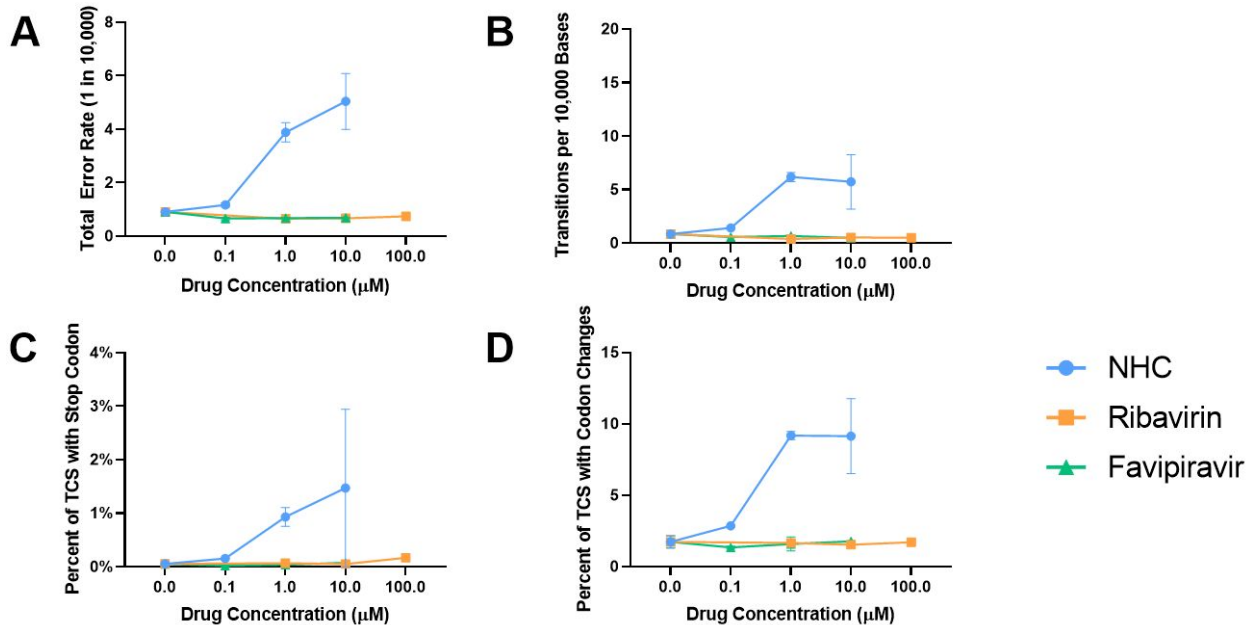 A
Total Error Rate (1 in 10,000)
8
6
4
2
0
0.0 0.1 1.0 10.0 100.0
Drug Concentration (μM)
B
Transitions per 10,000 Bases
20
15
10
5
0
0.0 0.1 1.0 10.0 100.0
Drug Concentration (μM)
C
Percent of TCS with Stop Codon
4%
3%
2%
1%
0%
0.0 0.1 1.0 10.0 100.0
Drug Concentration (μM)
D
Percent of TCS with Codon Changes
15
10
5
0
0.0 0.1 1.0 10.0 100.0
Drug Concentration (μM)
NHC
Ribavirin
Favipiravir